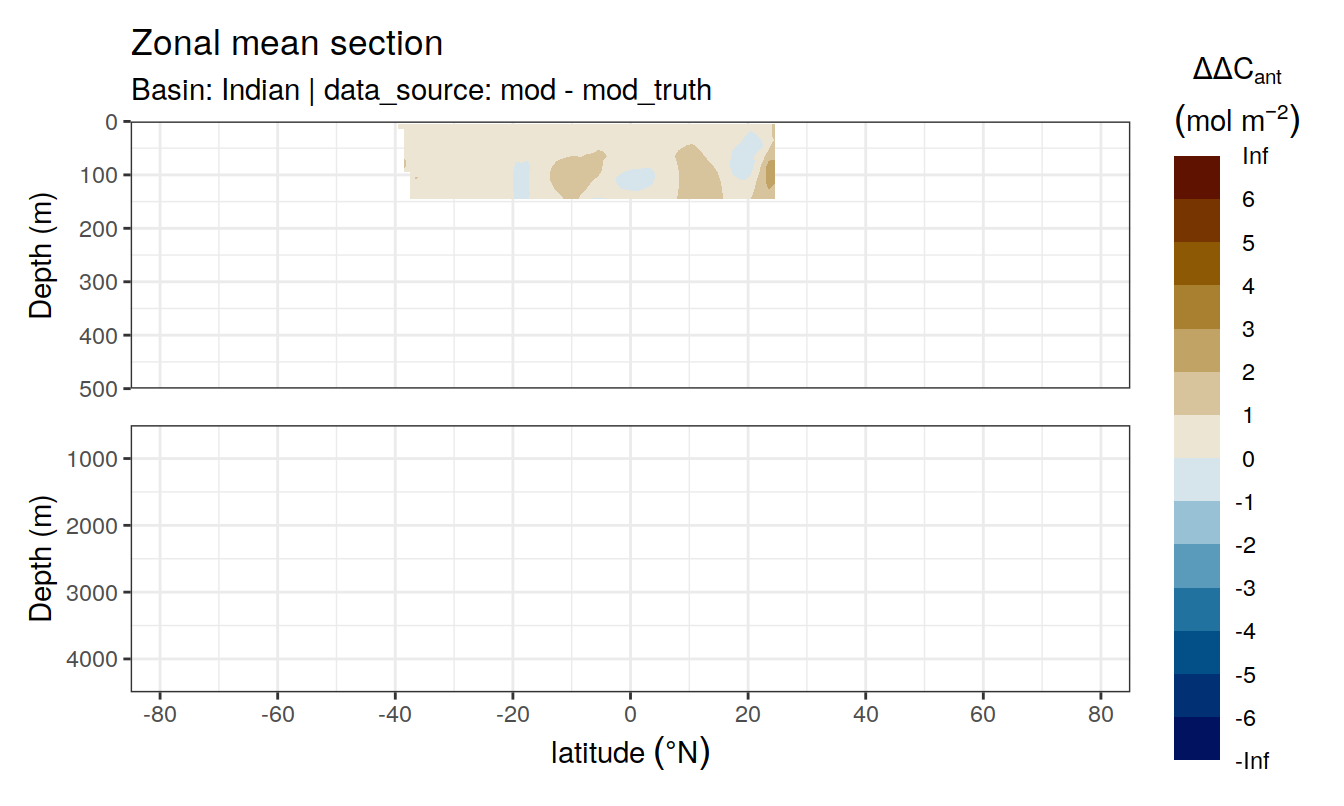 Zonal mean section
Basin: Indian | data_source: mod - mod_truth
ΔΔCant
(mol m−2)
Inf
6
5
4
3
2
1
0
-1
-2
-3
-4
-5
-6
-Inf
Depth (m)
0
100
200
300
400
500
Depth (m)
1000
2000
3000
4000
-80 -60 -40 -20 0 20 40 60 80
latitude (°N)